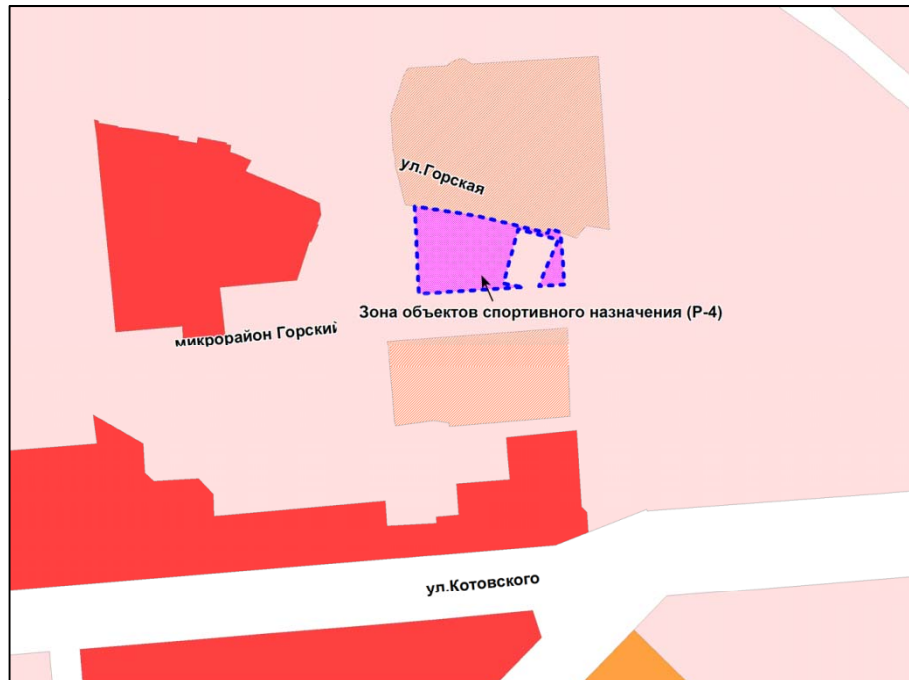 ул.Горская
Зона объектов спортивного назначения (Р-4)
микрорайон Горский
ул.Котовского